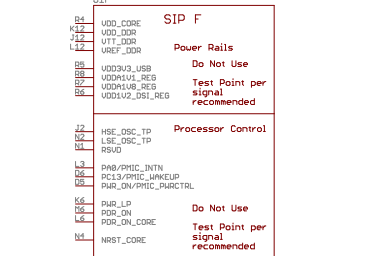 SIP F
R4 VDD_CORE
K12 VDD_DDR
J12 VTT_DDR
L12 VREF_DDR
Power Rails
R5 VDD3V3_USB
R8 VDDA1V1_REG
R7 VDDA1V8_REG
R6 VDD1V2_DSI_REG
Do Not Use
Test Point per
signal
recommended
J2 HSE_OSC_TP
N2 LSE_OSC_TP
N1 RSVD
Processor Control
L3 PA0/PMIC_INTN
D6 PC13/PMIC_WAKEUP
D5 PWR_ON/PMIC_PWRCTRL
K6 PWR_LP
M6 PDR_ON
L6 PDR_ON_CORE
N4 NRST_CORE
Do Not Use
Test Point per
signal
recommended